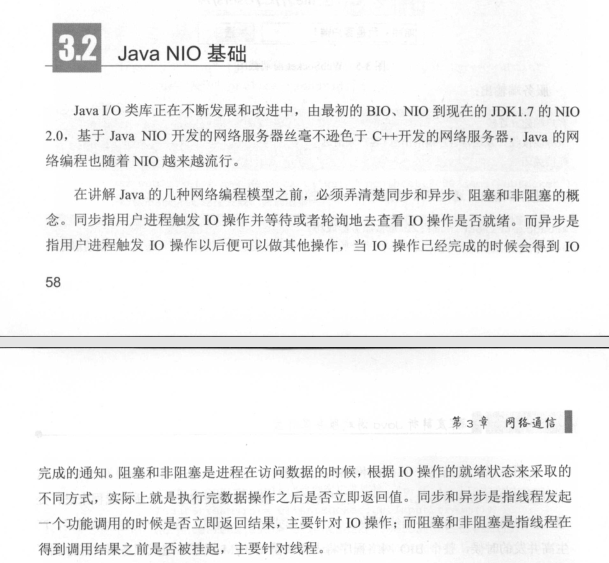 3.2 Java NIO 基础
Java I/O 类库正在不断发展和改进中，由最初的 BIO、NIO 到现在的 JDK1.7 的 NIO
2.0，基于 Java NIO 开发的网络服务器丝毫不逊色于 C++开发的网络服务器，Java 的网
络编程也随着 NIO 越来越流行。
在讲解 Java 的几种网络编程模型之前，必须弄清楚同步和异步、阻塞和非阻塞的概
念。同步指用户进程触发 IO 操作并等待或者轮询地去查看 IO 操作是否就绪。而异步是
指用户进程触发 IO 操作以后便可以做其他操作，当 IO 操作已经完成的时候会得到 IO
58
第 3 章 网络通信
完成的通知。阻塞和非阻塞是进程在访问数据的时候，根据 IO 操作的就绪状态来采取的
不同方式，实际上就是执行完数据操作之后是否立即返回值。同步和异步是指线程发起
一个功能调用的时候是否立即返回结果，主要针对 IO 操作；而阻塞和非阻塞是指线程在
得到调用结果之前是否被挂起，主要针对线程。